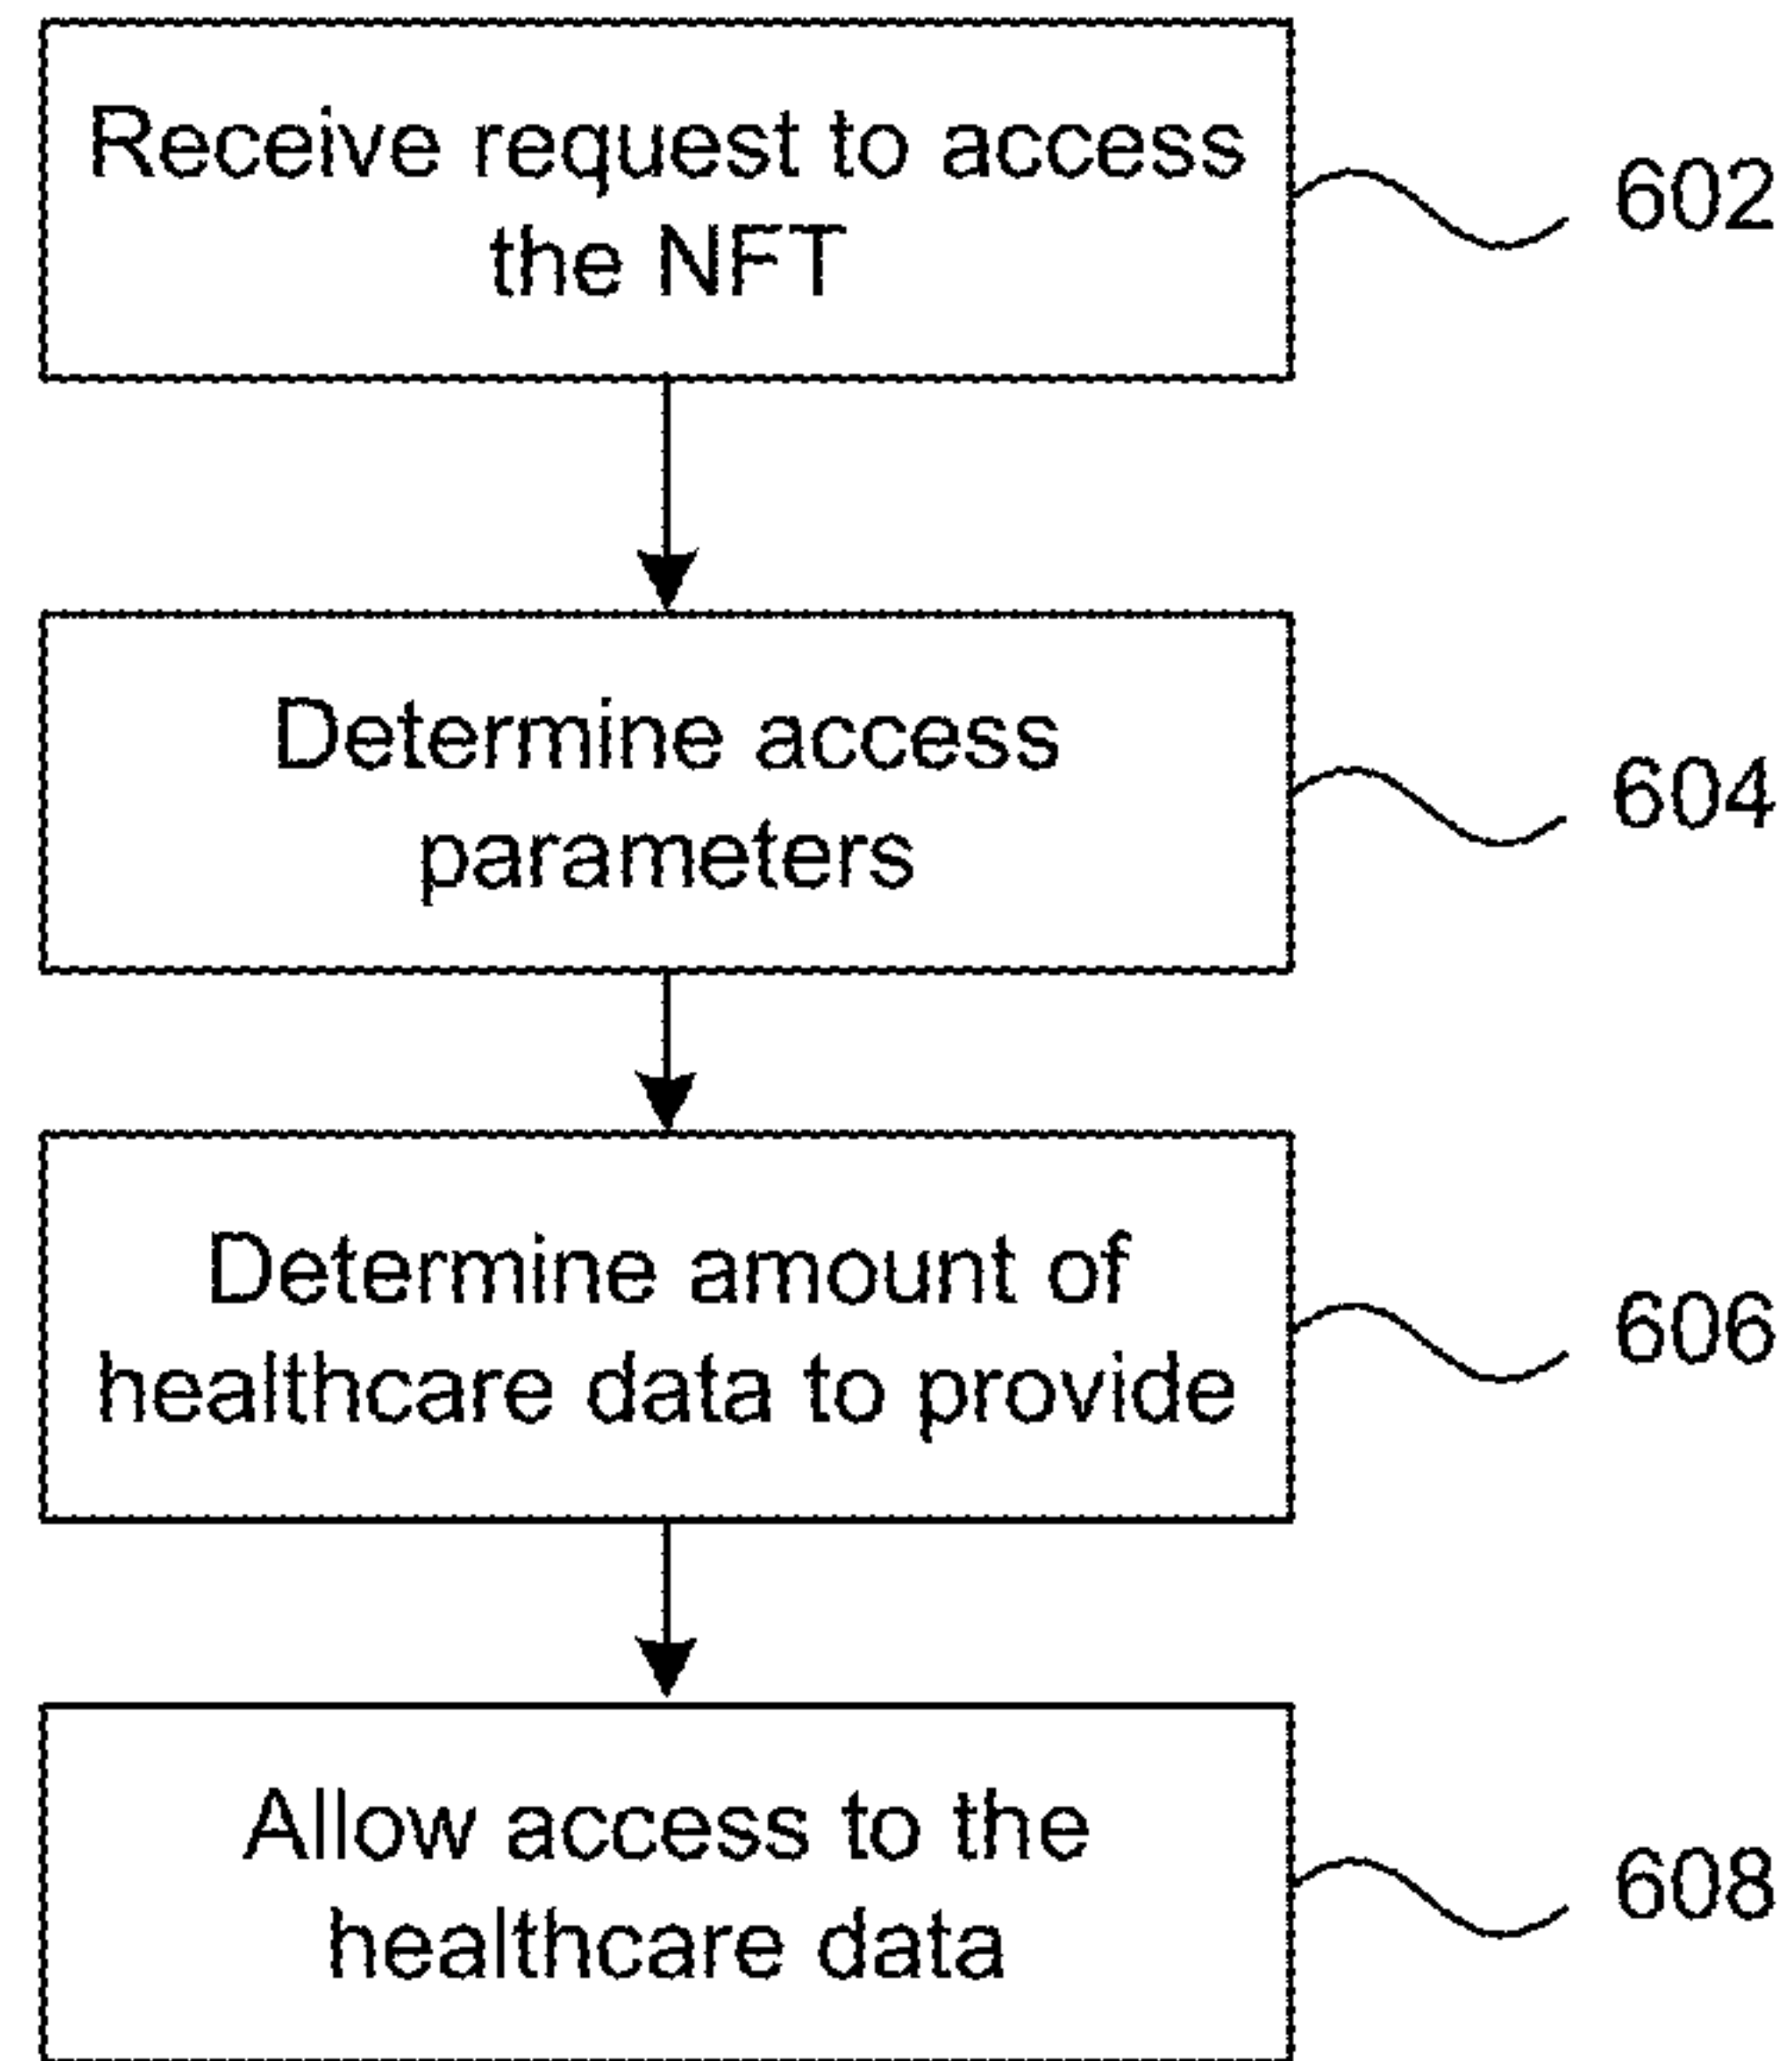 Receive request to access
the NFT
602
Determine access
parameters
604
Determine amount of
healthcare data to provide
606
Allow access to the
healthcare data
608